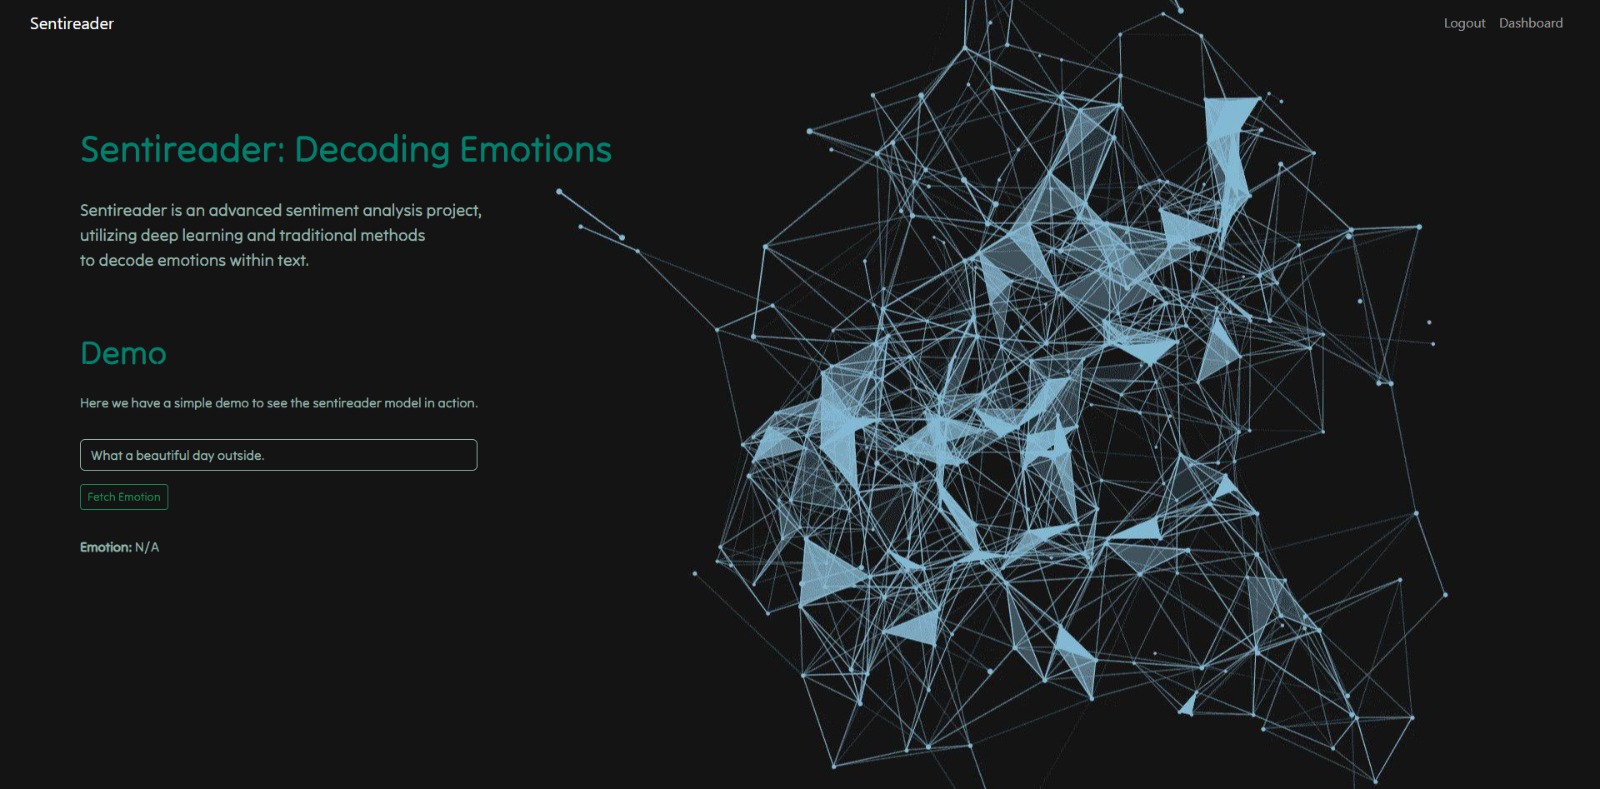 Sentireader
Logout Dashboard
Sentireader: Decoding Emotions
Sentireader is an advanced sentiment analysis project,
utilizing deep learning and traditional methods
to decode emotions within text.
Demo
Here we have a simple demo to see the sentireader model in action.
What a beautiful day outside.
Fetch Emotion
Emotion: N/A